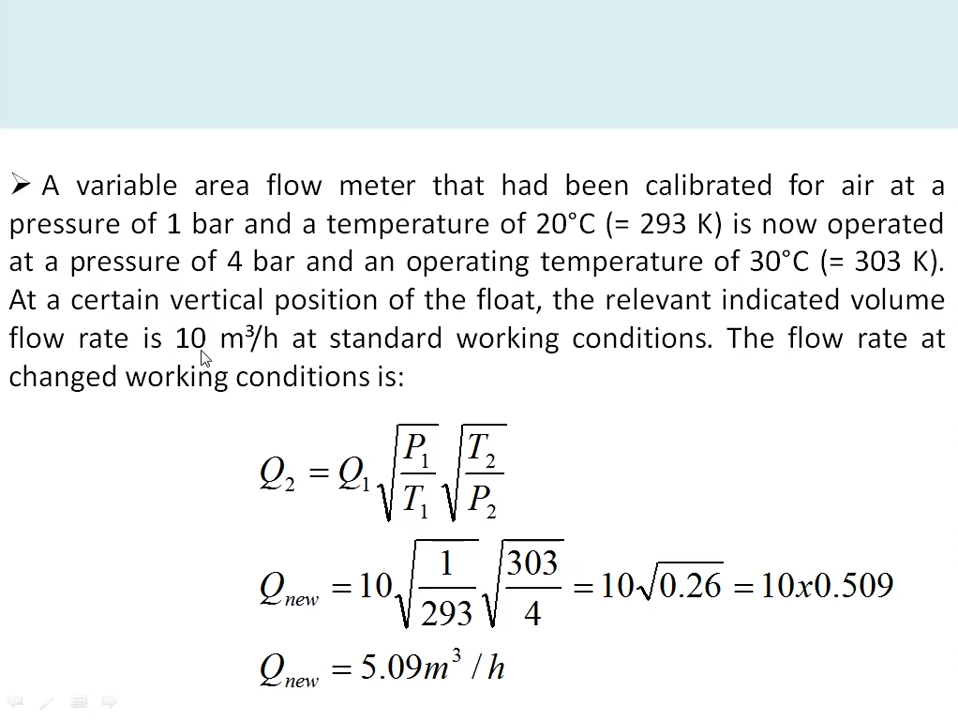 ➢ A variable area flow meter that had been calibrated for air at a
pressure of 1 bar and a temperature of 20°C (= 293 K) is now operated
at a pressure of 4 bar and an operating temperature of 30°C (= 303 K).
At a certain vertical position of the float, the relevant indicated volume
flow rate is 10 m³/h at standard working conditions. The flow rate at
changed working conditions is:
Q₂ = Q₁ √(P₁/T₁) √(T₂/P₂)
Q_new = 10 √(1/293) √(303/4) = 10√0.26 = 10x0.509
Q_new = 5.09m³ / h